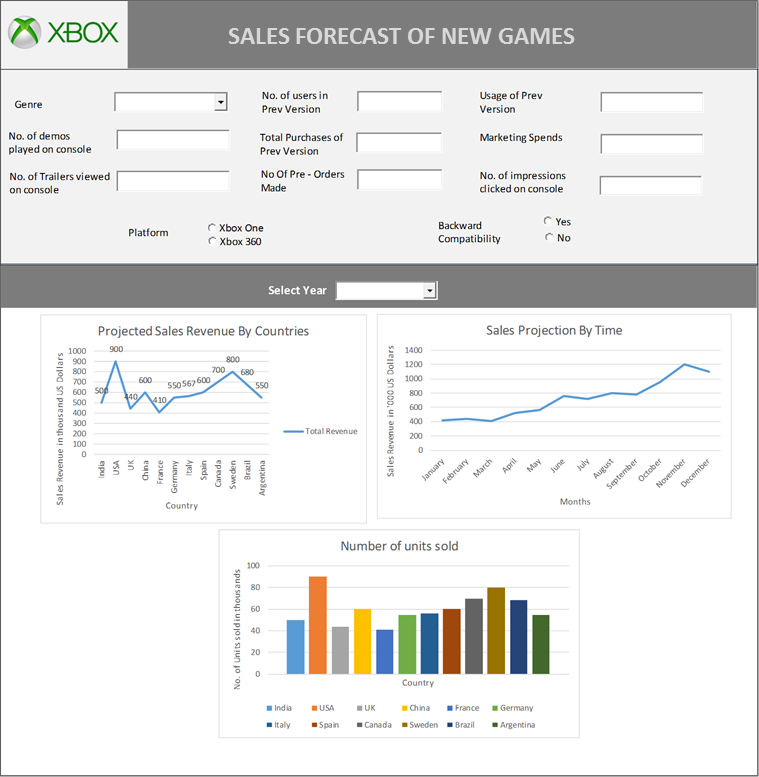 XBOX
SALES FORECAST OF NEW GAMES
Genre
No. of users in
Prev Version
Usage of Prev
Version
No. of demos
played on console
Total Purchases of
Prev Version
Marketing Spends
No. of Trailers viewed
on console
No Of Pre - Orders
Made
No. of impressions
clicked on console
Platform
Xbox One
Xbox 360
Backward
Compatibility
Yes
No
Select Year
Projected Sales Revenue By Countries
Sales Revenue in thousand US Dollars
1000
900
800
700
600
500
400
300
200
100
0
500
900
440
600
410
550
567
600
700
800
680
550
India
USA
UK
China
France
Germany
Italy
Spain
Canada
Sweden
Brazil
Argentina
Country
Total Revenue
Sales Projection By Time
Sales Revenue in '000 US Dollars
1400
1200
1000
800
600
400
200
0
January
February
March
April
May
June
July
August
September
October
November
December
Months
Number of units sold
No. of Units sold in thousands
100
80
60
40
20
0
Country
India USA UK China France Germany
Italy Spain Canada Sweden Brazil Argentina